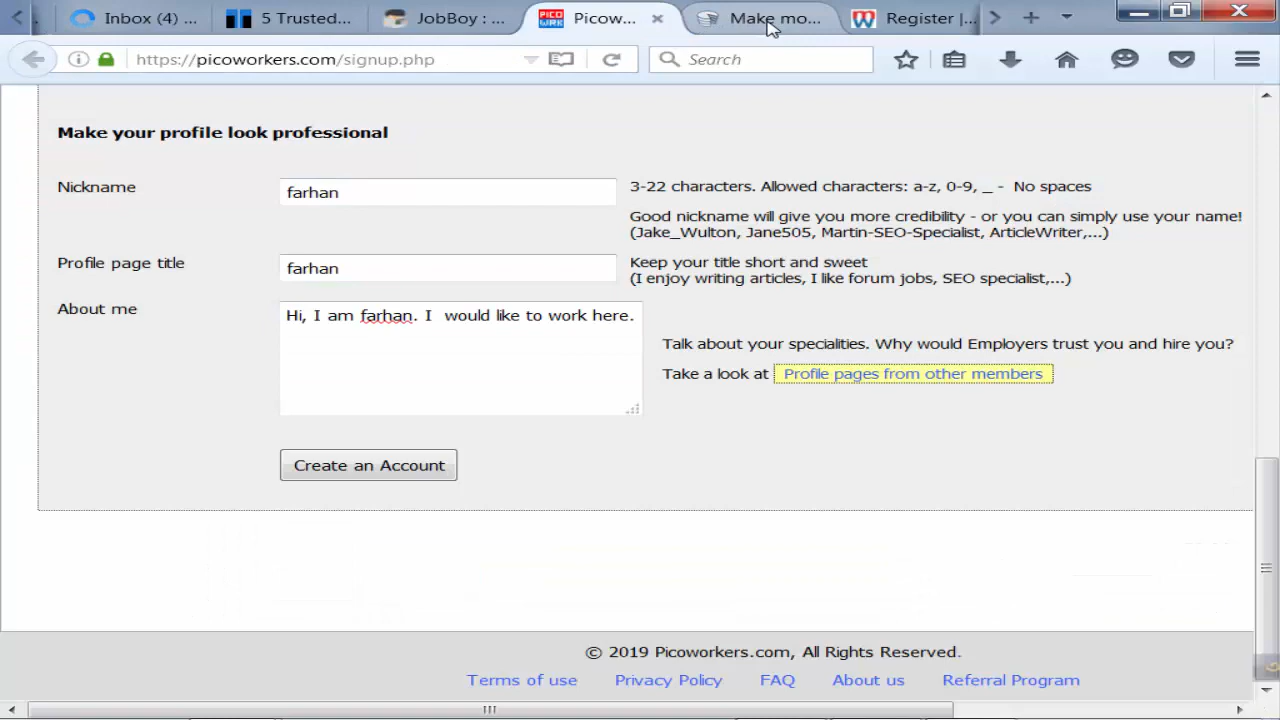 Inbox (4) ...
5 Trusted...
JobBoy : ...
PICO WORK
Picow...
Make mo...
Register |...
https://picoworkers.com/signup.php
Search
Make your profile look professional
Nickname
farhan
3-22 characters. Allowed characters: a-z, 0-9, _ - No spaces
Good nickname will give you more credibility - or you can simply use your name!
(Jake_Wulton, Jane505, Martin-SEO-Specialist, ArticleWriter,...)
Profile page title
farhan
Keep your title short and sweet
(I enjoy writing articles, I like forum jobs, SEO specialist,...)
About me
Hi, I am farhan. I  would like to work here.
Talk about your specialities. Why would Employers trust you and hire you?
Take a look at Profile pages from other members
Create an Account
© 2019 Picoworkers.com, All Rights Reserved.
Terms of use Privacy Policy FAQ About us Referral Program